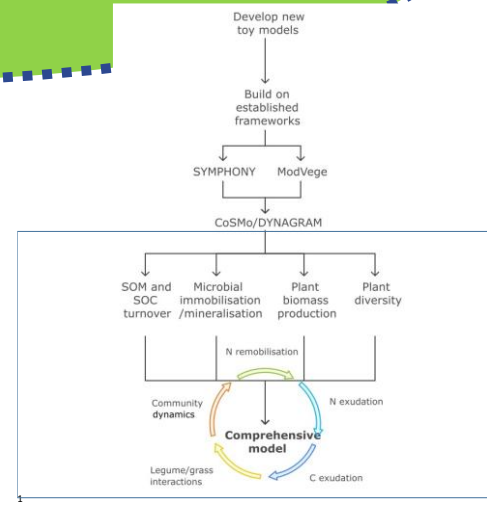 Develop new
toy models
Build on
established
frameworks
SYMPHONY
ModVege
CoSMo/DYNAGRAM
SOM and
SOC
turnover
Microbial
immobilisation
/mineralisation
Plant
biomass
production
Plant
diversity
N remobilisation
Community
dynamics
N exudation
Comprehensive
model
Legume/grass
interactions
C exudation
1